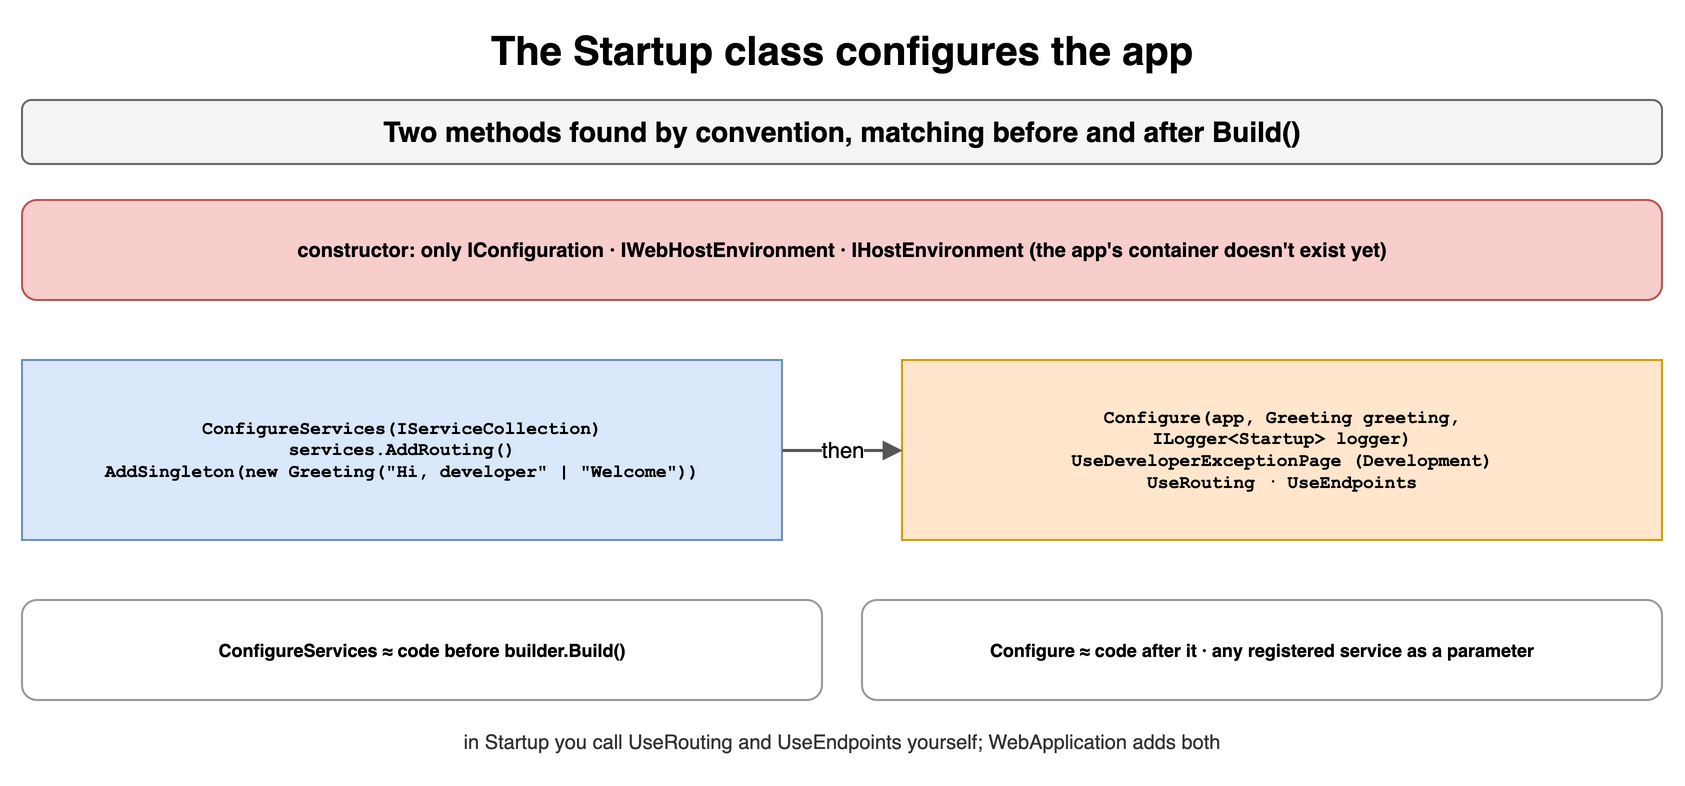 The Startup class configures the app
Two methods found by convention, matching before and after Build()
constructor: only IConfiguration · IWebHostEnvironment · IHostEnvironment (the app's container doesn't exist yet)
ConfigureServices(IServiceCollection)
services.AddRouting()
AddSingleton(new Greeting("Hi, developer" | "Welcome"))
then
Configure(app, Greeting greeting,
ILogger<Startup> logger)
UseDeveloperExceptionPage (Development)
UseRouting · UseEndpoints
ConfigureServices ≈ code before builder.Build()
Configure ≈ code after it · any registered service as a parameter
in Startup you call UseRouting and UseEndpoints yourself; WebApplication adds both